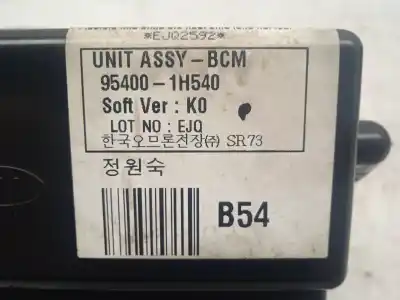 *EJQ2592*
UNIT ASSY-BCM
95400-1H540
Soft Ver : K0
LOT NO : EJQ
한국오므론전장㈜ SR73
정원숙
B54